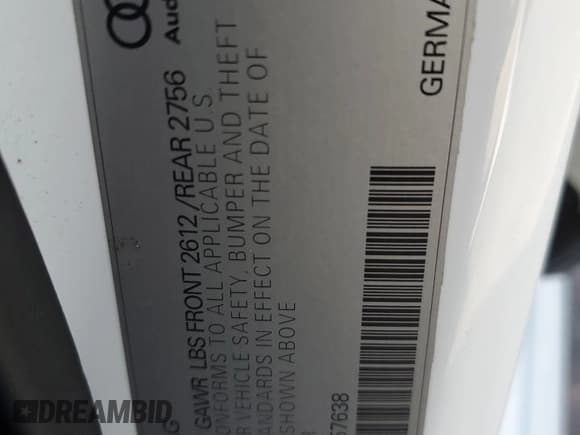 Aud
GERMA
G
GAWR LBS FRONT 2612 / REAR 2756
ONFORMS TO ALL APPLICABLE U.S.
R VEHICLE SAFETY, BUMPER AND THEFT
ANDARDS IN EFFECT ON THE DATE OF
SHOWN ABOVE
57638
DREAMBID